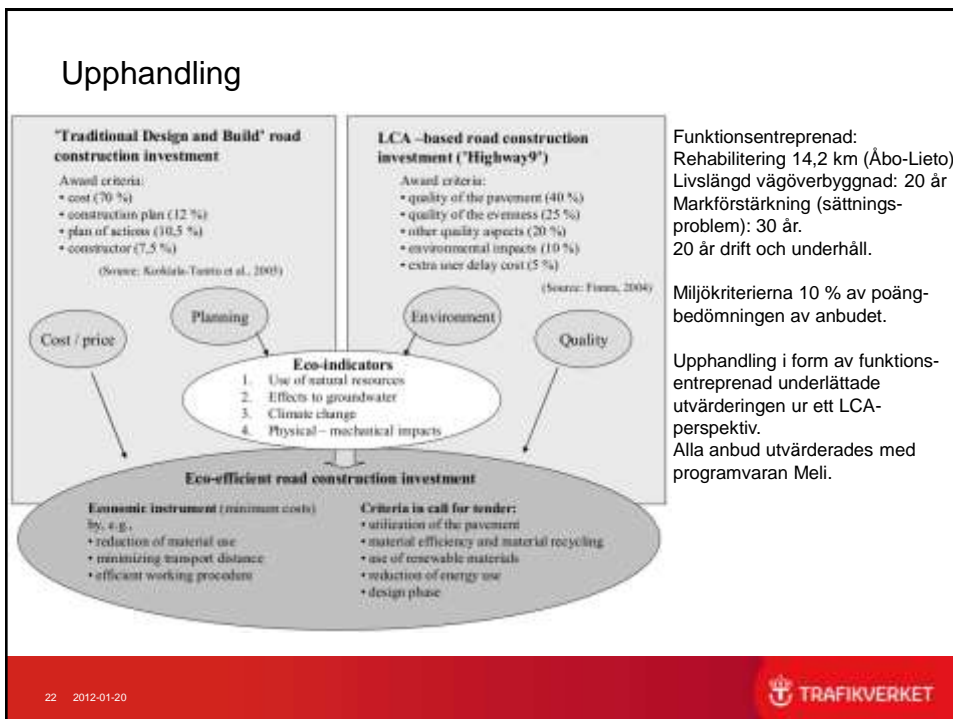 Upphandling
"Traditional Design and Build" road
construction investment
Award criteria:
• cost (70 %)
• construction plan (12 %)
• plan of actions (10,5 %)
• constructor (7,5 %)
(Source: et al., 2005)
LCA –based road construction
investment ("Highway9")
Award criteria:
• quality of the pavement (40 %)
• quality of the evenness (25 %)
• other quality aspects (20 %)
• environmental impacts (10 %)
• extra user delay cost (5 %)
(Source: Finnra, 2004)
Cost / price
Planning
Environment
Quality
Eco-indicators
1. Use of natural resources
2. Effects to groundwater
3. Climate change
4. Physical – mechanical impacts
Eco-efficient road construction investment
Economic instrument (minimum costs)
by, e.g.,
• reduction of material use
• minimizing transport distance
• efficient working procedure
Criteria in call for tender:
• utilization of the pavement
• material efficiency and material recycling
• use of renewable materials
• reduction of energy use
• design phase
Funktionsentreprenad:
Rehabilitering 14,2 km (Åbo-Lieto)
Livslängd vägöverbyggnad: 20 år
Markförstärkning (sättnings-
problem): 30 år.
20 år drift och underhåll.
Miljökriterierna 10 % av poäng-
bedömningen av anbudet.
Upphandling i form av funktions-
entreprenad underlättade
utvärderingen ur ett LCA-
perspektiv.
Alla anbud utvärderades med
programvaran Meli.
22 2012-01-20
TRAFIKVERKET